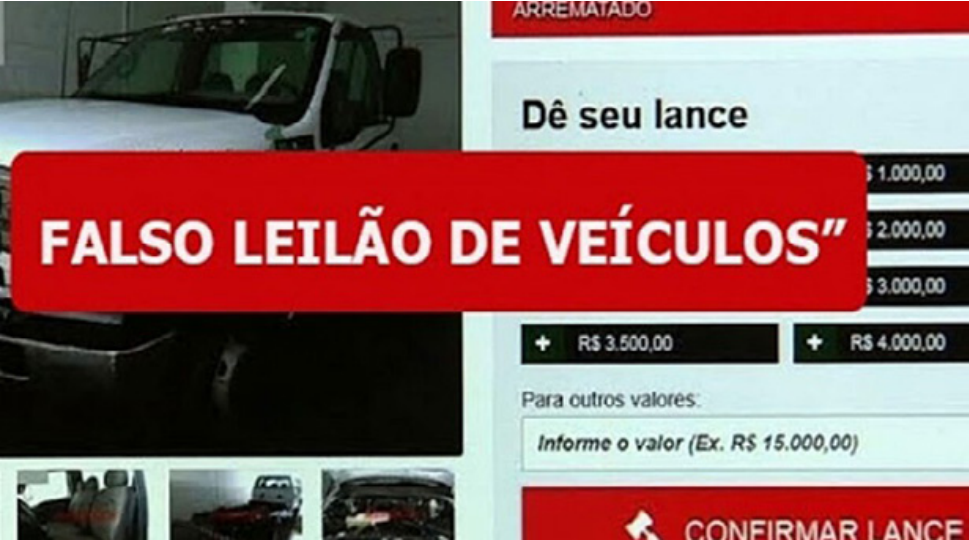 ARREMATADO
Dê seu lance
$ 1.000,00
FALSO LEILÃO DE VEÍCULOS”
$ 2.000,00
$ 3.000,00
+ R$ 3.500,00
+ R$ 4.000,00
Para outros valores:
Informe o valor (Ex. R$ 15.000,00)
CONFIRMAR LANCE